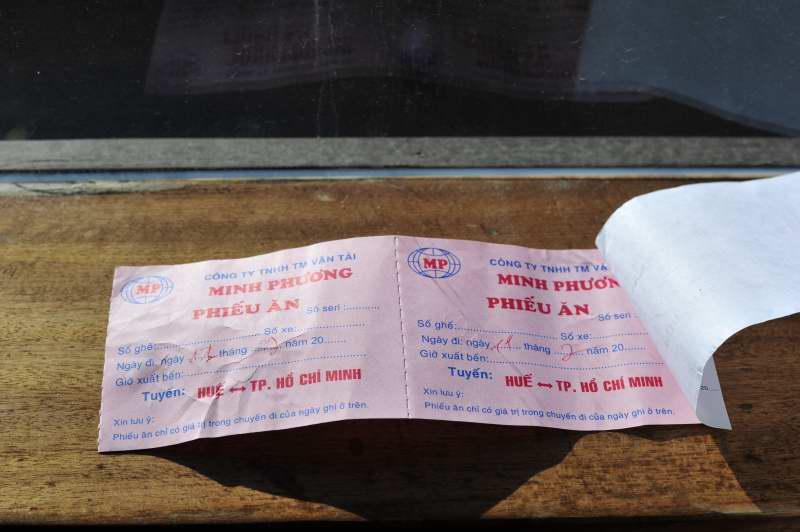 MP
CÔNG TY TNHH TM VẬN TẢI
MINH PHƯƠNG
PHIẾU ĂN
Số seri :..........
Số ghế:.............................. Số xe:....................
Ngày đi, ngày ........ tháng ........ năm 20.......
Giờ xuất bến:
Tuyến: HUẾ ↔ TP. HỒ CHÍ MINH
Xin lưu ý:
Phiếu ăn chỉ có giá trị trong chuyến đi của ngày ghi ở trên.
MP
CÔNG TY TNHH TM VẬ
MINH PHƯƠN
PHIẾU ĂN
Số seri :
Số ghế:.............................. Số xe:....................
Ngày đi, ngày ........ tháng ... 2 ... năm 20.......
Giờ xuất bến:
Tuyến: HUẾ ↔ TP. HỒ CHÍ MINH
Xin lưu ý:
Phiếu ăn chỉ có giá trị trong chuyến đi của ngày ghi ở trên.
20